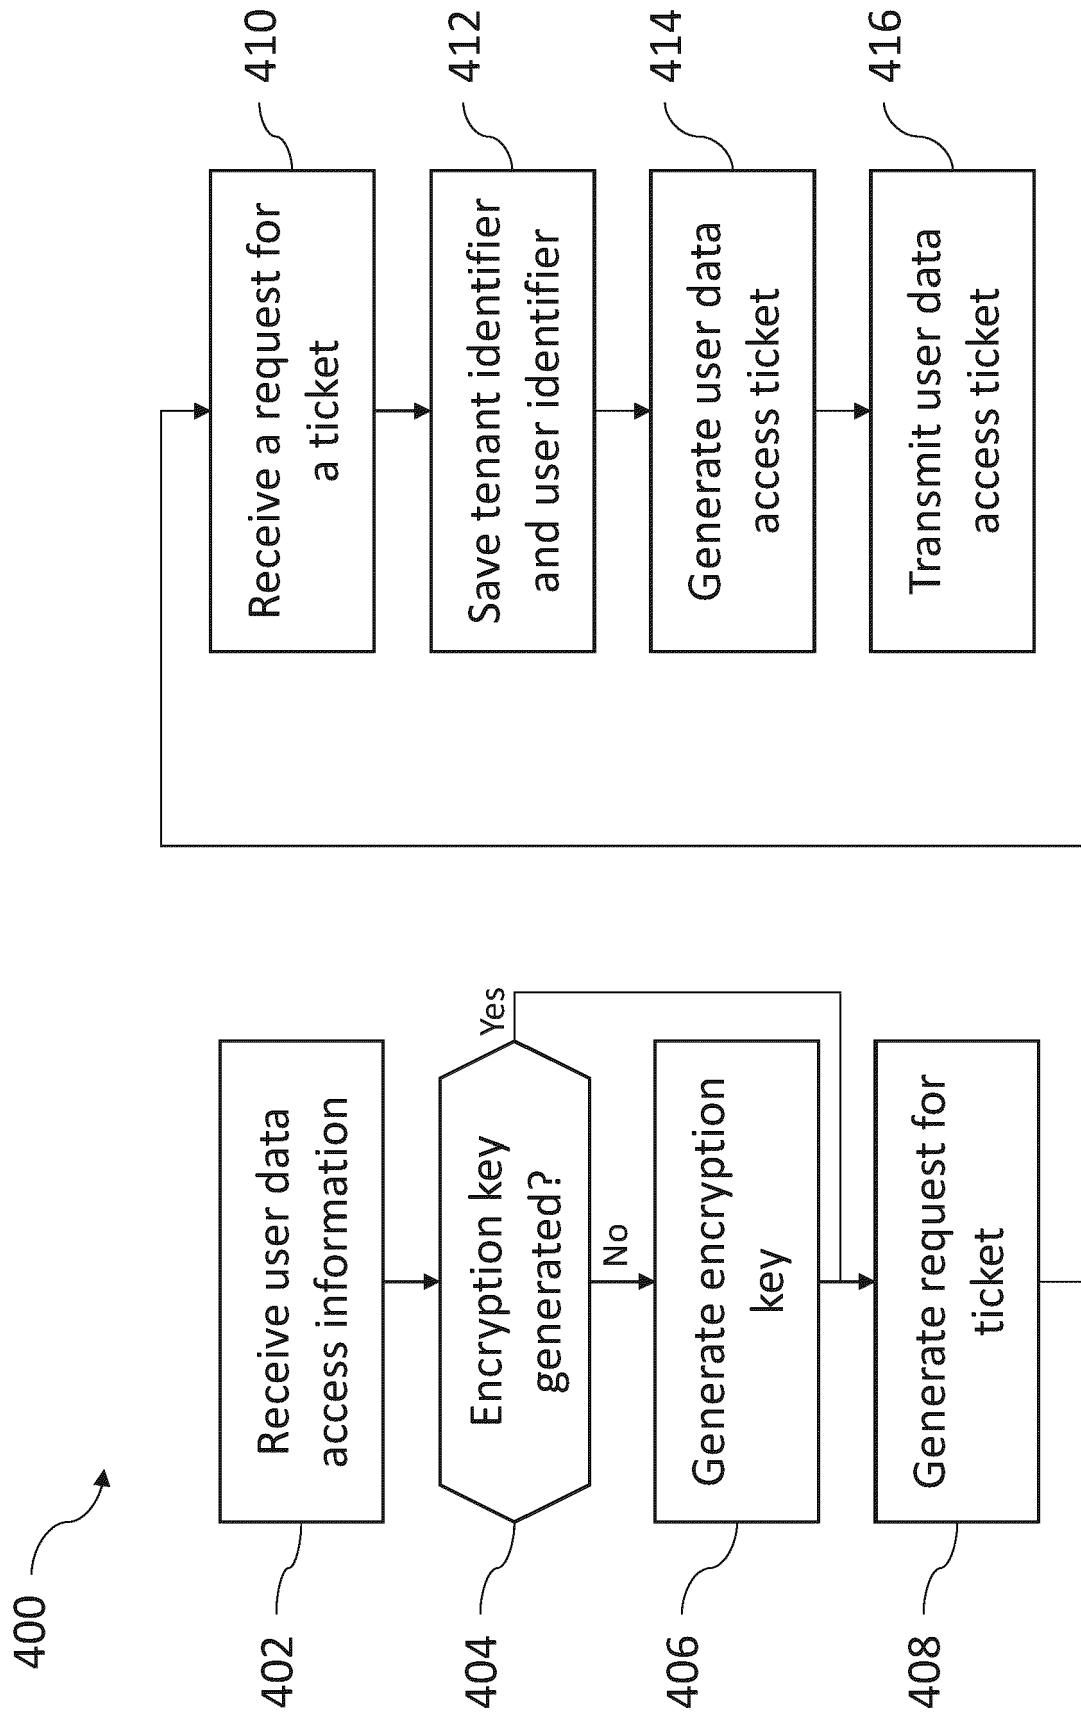 400
402
Receive user data
access information
404
Encryption key
generated?
Yes
No
406
Generate encryption
key
408
Generate request for
ticket
410
Receive a request for
a ticket
412
Save tenant identifier
and user identifier
414
Generate user data
access ticket
416
Transmit user data
access ticket